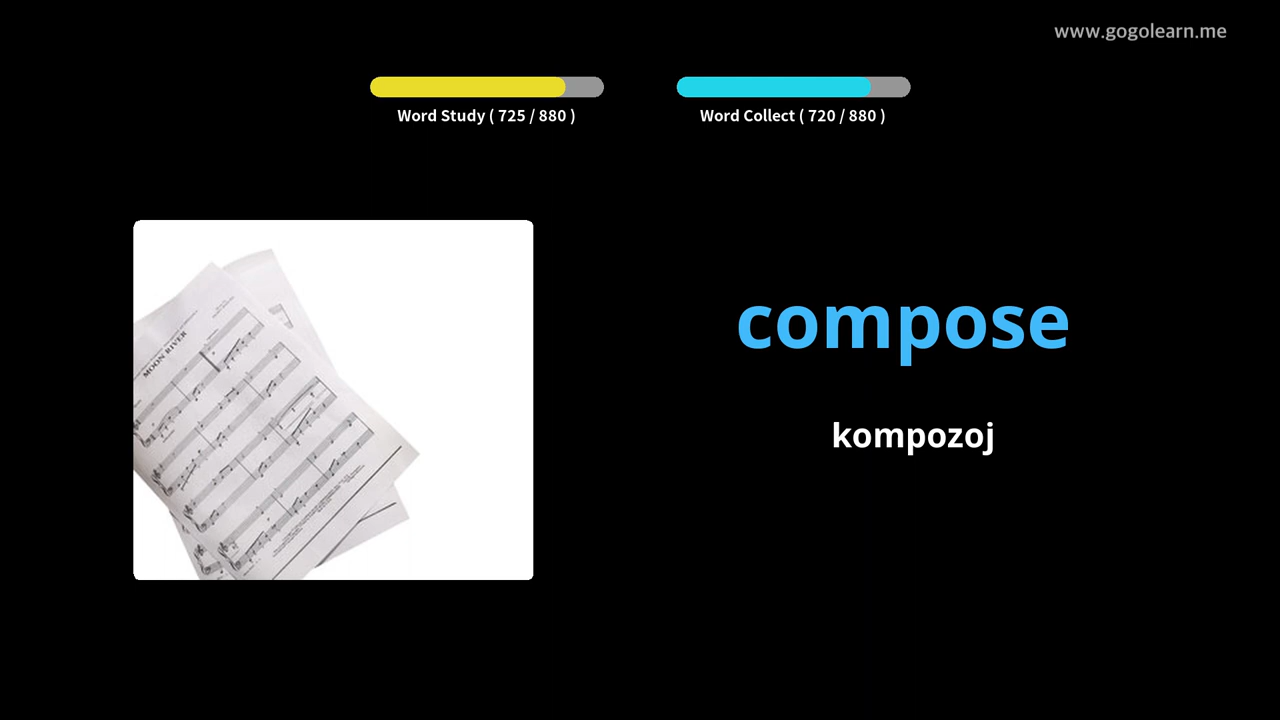 www.gogolearn.me
Word Study ( 725 / 880 )
Word Collect ( 720 / 880 )
MOON RIVER
compose
kompozoj